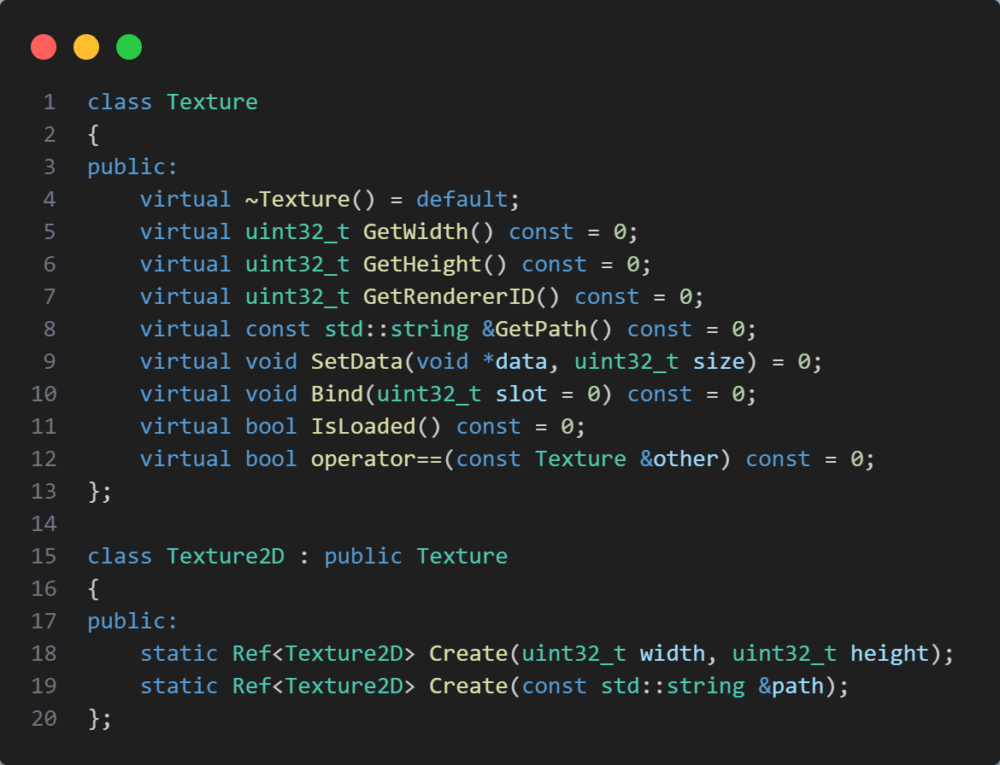 1 class Texture
2 {
3 public:
4     virtual ~Texture() = default;
5     virtual uint32_t GetWidth() const = 0;
6     virtual uint32_t GetHeight() const = 0;
7     virtual uint32_t GetRendererID() const = 0;
8     virtual const std::string &GetPath() const = 0;
9     virtual void SetData(void *data, uint32_t size) = 0;
10     virtual void Bind(uint32_t slot = 0) const = 0;
11     virtual bool IsLoaded() const = 0;
12     virtual bool operator==(const Texture &other) const = 0;
13 };
14
15 class Texture2D : public Texture
16 {
17 public:
18     static Ref<Texture2D> Create(uint32_t width, uint32_t height);
19     static Ref<Texture2D> Create(const std::string &path);
20 };